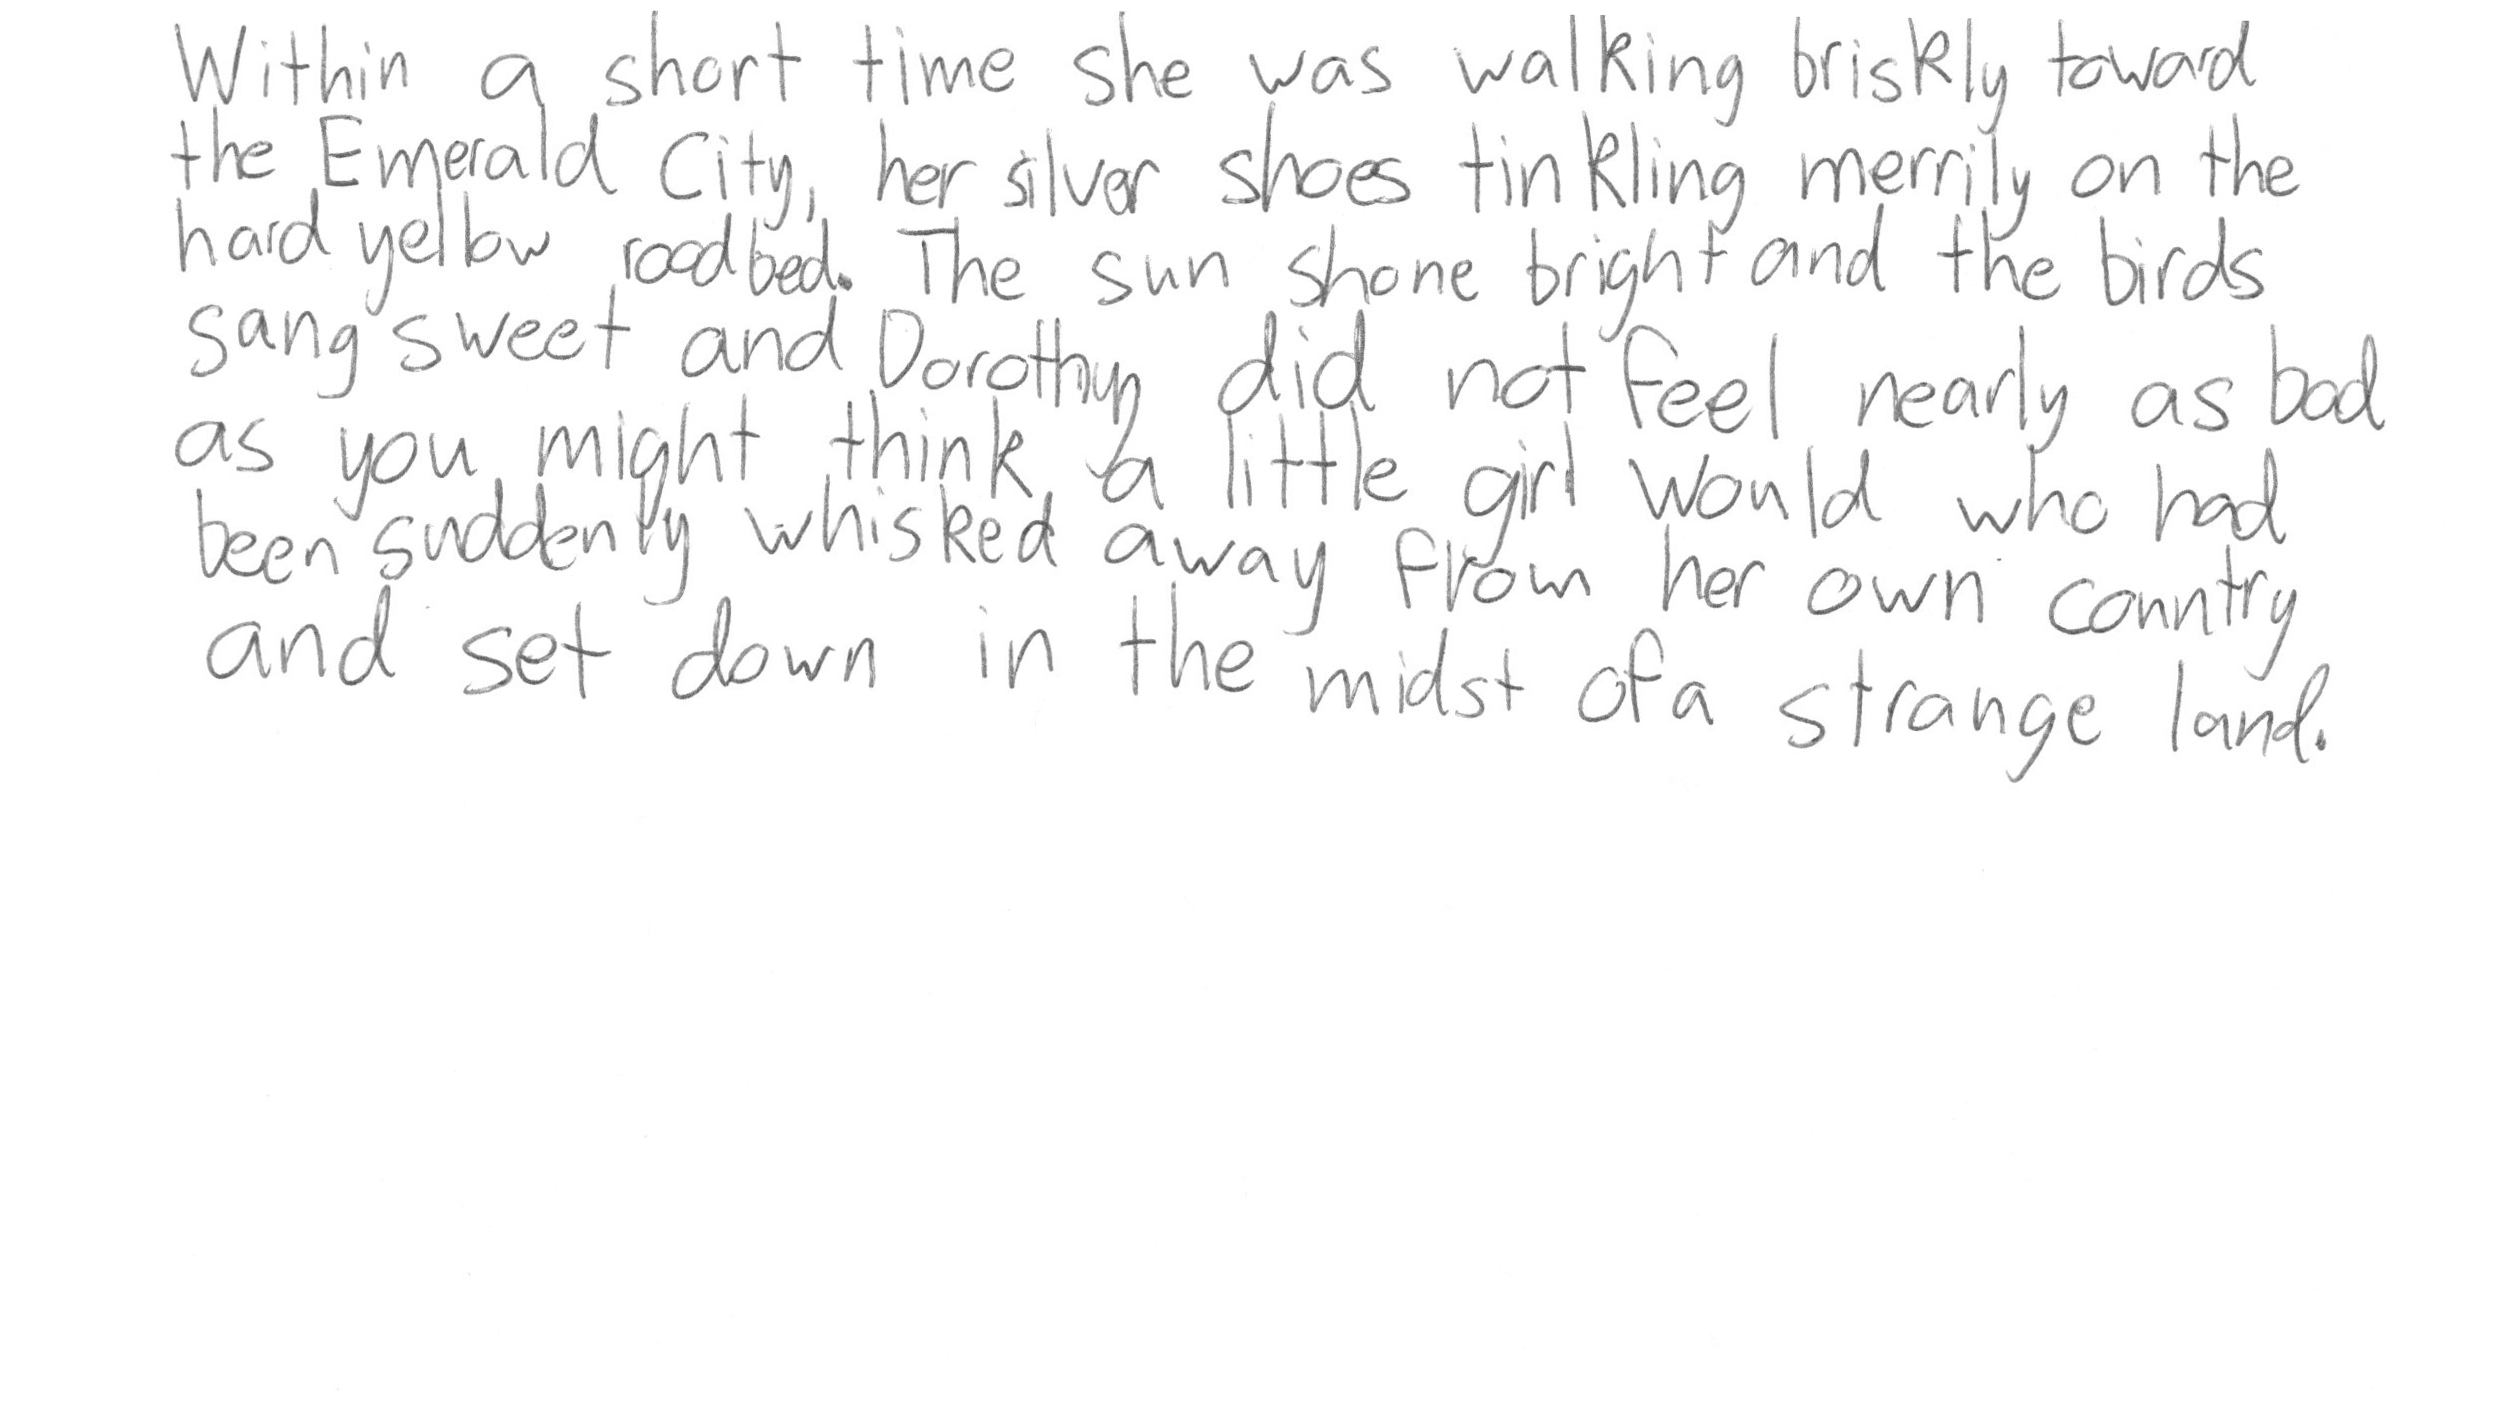 Within a short time she was walking briskly toward
the Emerald City, her silver shoes tinkling merrily on the
hard yellow roadbed. The sun shone bright and the birds
sang sweet and Dorothy did not feel nearly as bad
as you might think a little girl would who had
been suddenly whisked away from her own country
and set down in the midst of a strange land.